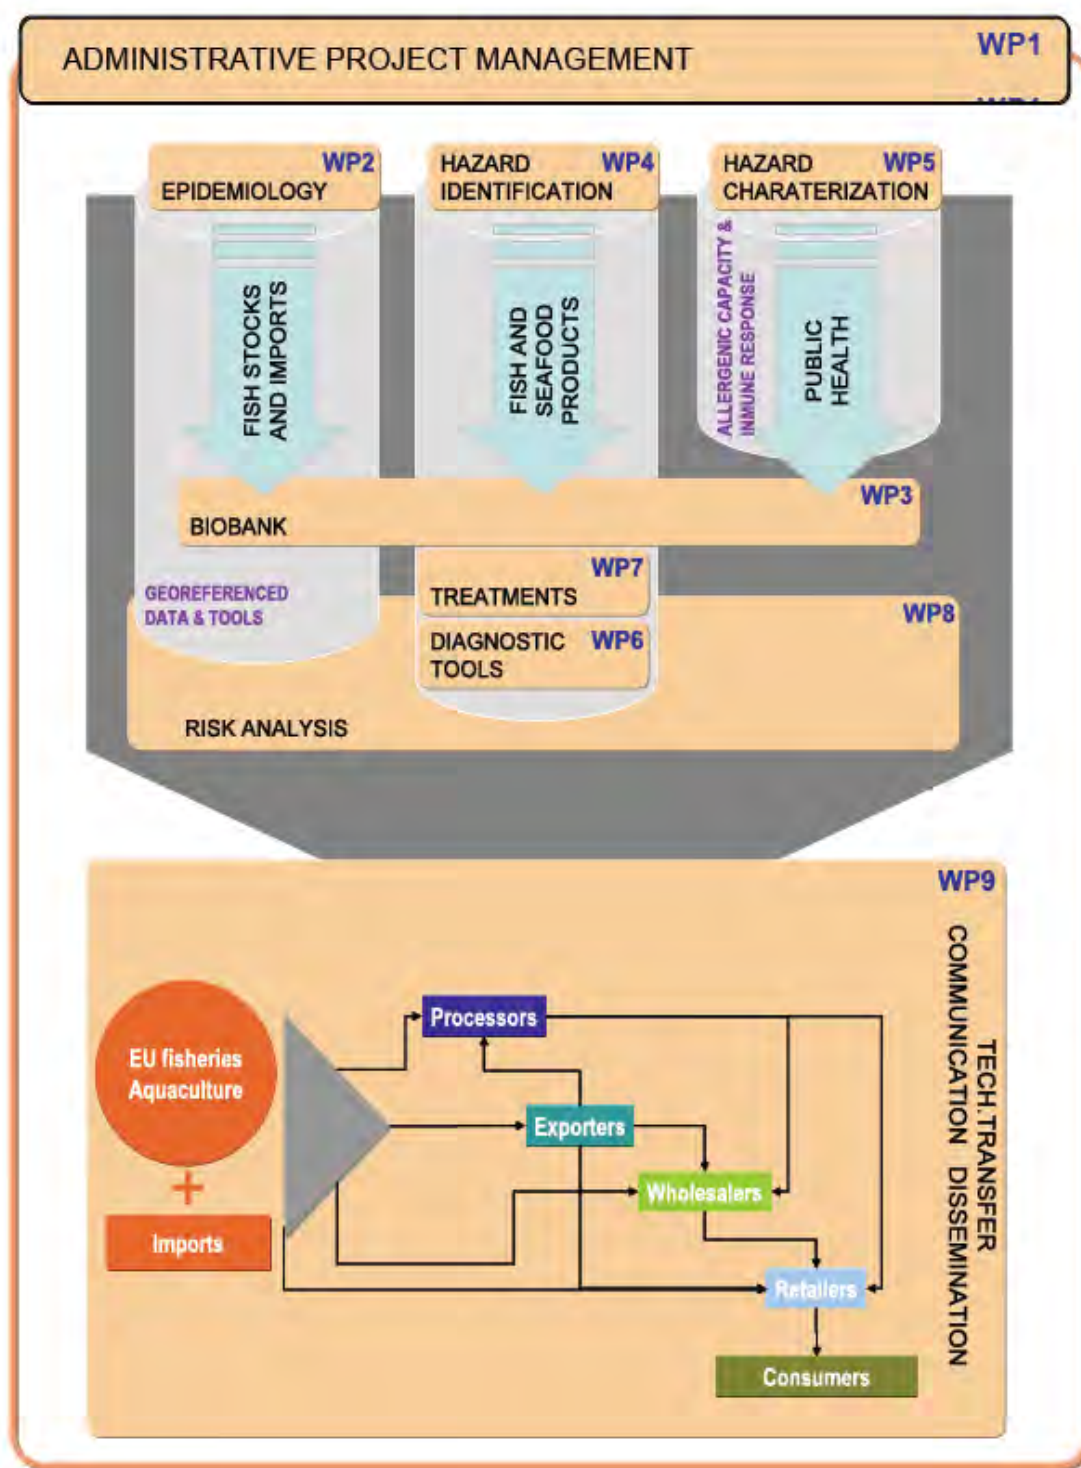 ADMINISTRATIVE PROJECT MANAGEMENT
WP1
WP2
EPIDEMIOLOGY
HAZARD
WP4
IDENTIFICATION
HAZARD
WP5
CHARATERIZATION
FISH STOCKS
AND IMPORTS
FISH AND
SEAFOOD
PRODUCTS
ALLERGENIC CAPACITY &
INMUNE RESPONSE
PUBLIC
HEALTH
WP3
BIOBANK
GEOREFERENCED
DATA & TOOLS
WP7
TREATMENTS
WP8
DIAGNOSTIC
WP6
TOOLS
RISK ANALYSIS
WP9
TECH.TRANSFER
COMMUNICATION DISSEMINATION
EU fisheries
Aquaculture
+
Imports
Processors
Exporters
Wholesalers
Retailers
Consumers